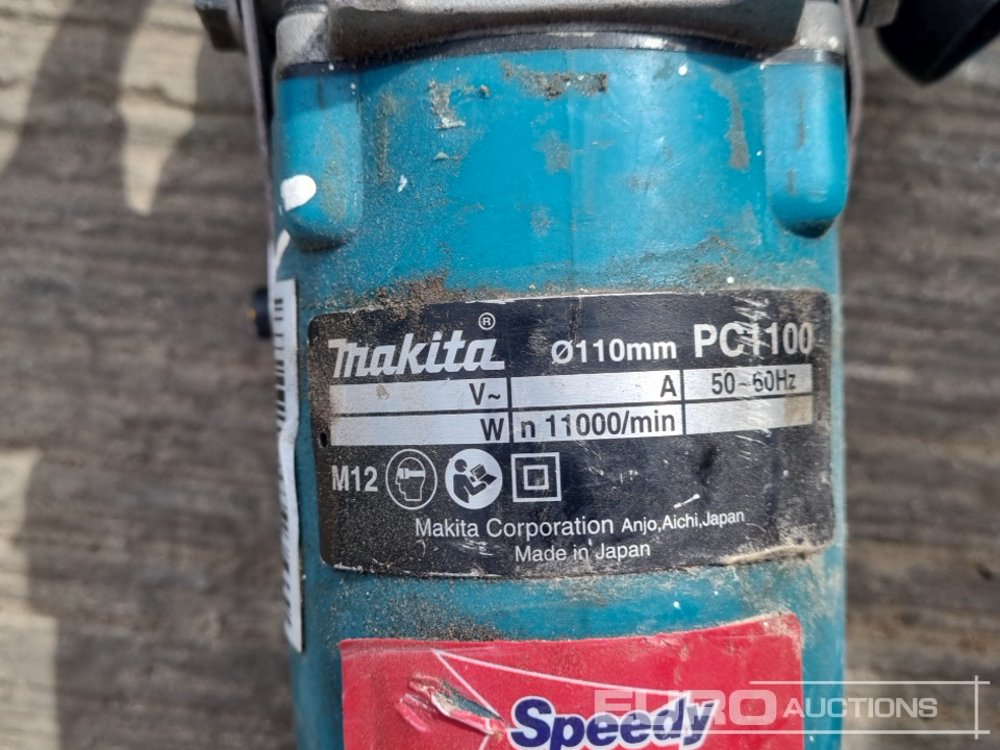 makita®
ø110mm PC1100
V~ A 50-60Hz
W n 11000/min
M12
Makita Corporation Anjo,Aichi,Japan
Made in Japan
Speedy
EURO AUCTIONS